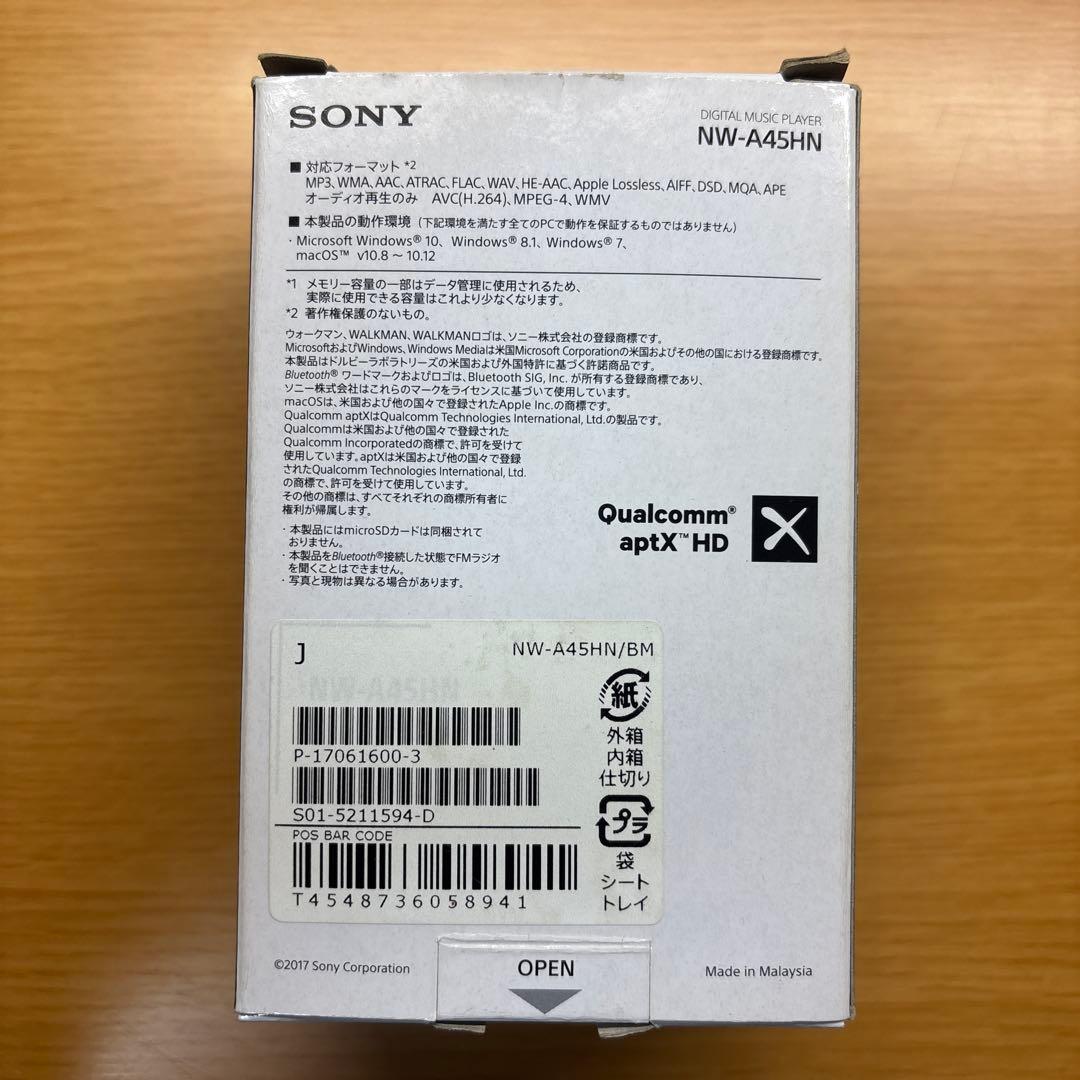 SONY
DIGITAL MUSIC PLAYER
NW-A45HN
■ 対応フォーマット *2
MP3、WMA、AAC、ATRAC、FLAC、WAV、HE-AAC、Apple Lossless、AIFF、DSD、MQA、APE
オーディオ再生のみ AVC(H.264)、MPEG-4、WMV
■ 本製品の動作環境（下記環境を満たす全てのPCで動作を保証するものではありません）
・Microsoft Windows® 10、Windows® 8.1、Windows® 7、
macOS™ v10.8 ～ 10.12
*1 メモリー容量の一部はデータ管理に使用されるため、
実際に使用できる容量はこれより少なくなります。
*2 著作権保護のないもの。
ウォークマン、WALKMAN、WALKMANロゴは、ソニー株式会社の登録商標です。
MicrosoftおよびWindows、Windows Mediaは米国Microsoft Corporationの米国およびその他の国における登録商標です。
本製品はドルビーラボラトリーズの米国および外国特許に基づく許諾商品です。
Bluetooth® ワードマークおよびロゴは、Bluetooth SIG, Inc. が所有する登録商標であり、
ソニー株式会社はこれらのマークをライセンスに基づいて使用しています。
macOSは、米国および他の国々で登録されたApple Inc.の商標です。
Qualcomm aptXはQualcomm Technologies International, Ltd.の製品です。
Qualcommは米国および他の国々で登録された
Qualcomm Incorporatedの商標で、許可を受けて
使用しています。aptXは米国および他の国々で登録
されたQualcomm Technologies International, Ltd.
の商標で、許可を受けて使用しています。
その他の商標は、すべてそれぞれの商標所有者に
権利が帰属します。
・本製品にはmicroSDカードは同梱されて
おりません。
・本製品をBluetooth®接続した状態でFMラジオ
を聞くことはできません。
・写真と現物は異なる場合があります。
Qualcomm®
aptX™ HD
J
NW-A45HN/BM
NW-A45HN
紙
外箱
内箱
仕切り
P-17061600-3
S01-5211594-D
プラ
袋
シート
トレイ
POS BAR CODE
T4548736058941
©2017 Sony Corporation
OPEN
Made in Malaysia